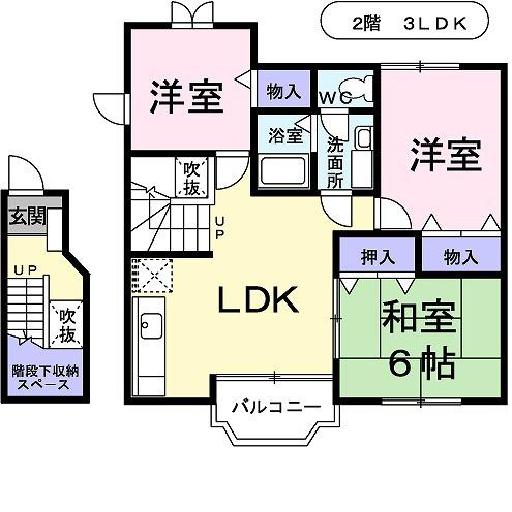 2階 3LDK
洋室
物入
WC
浴室
洗面所
洋室
吹抜
UP
玄関
UP
吹抜
階段下収納
スペース
LDK
押入
物入
和室
6帖
バルコニー